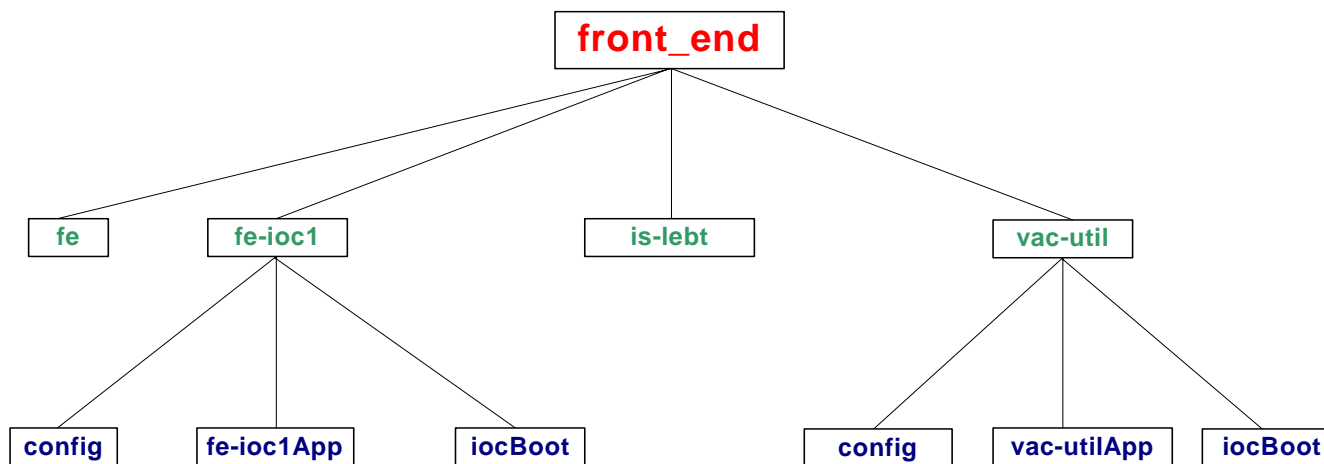 front_end
fe
fe-ioc1
is-lebt
vac-util
config
fe-ioc1App
iocBoot
config
vac-utilApp
iocBoot